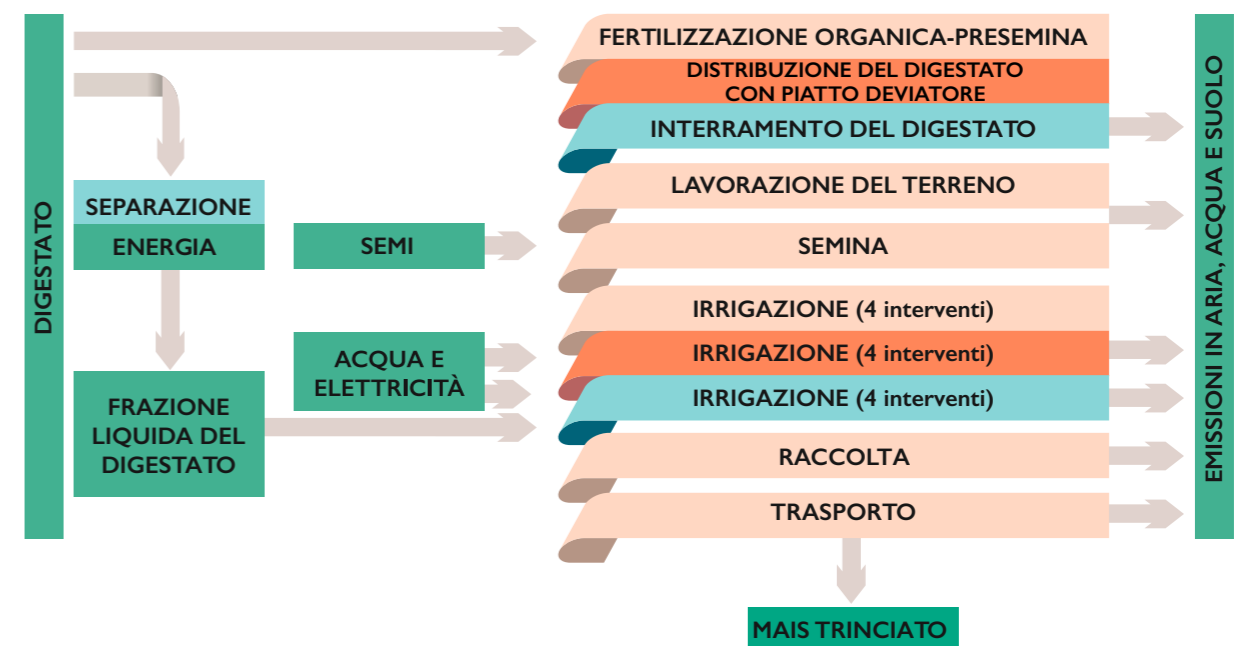 DIGESTATO
SEPARAZIONE
ENERGIA
FRAZIONE
LIQUIDA DEL
DIGESTATO
SEMI
ACQUA E
ELETTRICITÀ
FERTILIZZAZIONE ORGANICA-PRESEMINA
DISTRIBUZIONE DEL DIGESTATO
CON PIATTO DEVIATORE
INTERRAMENTO DEL DIGESTATO
LAVORAZIONE DEL TERRENO
SEMINA
IRRIGAZIONE (4 interventi)
IRRIGAZIONE (4 interventi)
IRRIGAZIONE (4 interventi)
RACCOLTA
TRASPORTO
MAIS TRINCIATO
EMISSIONI IN ARIA, ACQUA E SUOLO